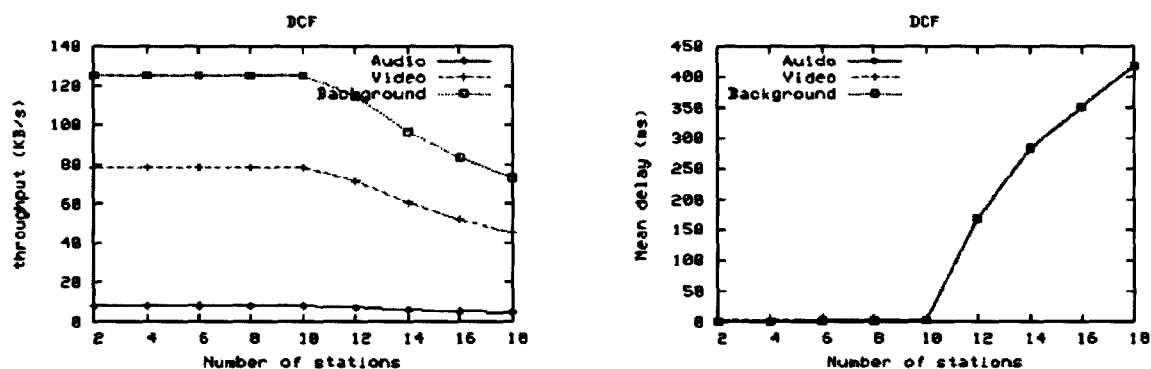 DCF
140
120
100
80
60
40
20
0
throughput (KB/s)
Audio
Video
Background
2 4 6 8 10 12 14 16 18
Number of stations
DCF
450
400
350
300
250
200
150
100
50
0
Mean delay (ms)
Auido
Video
Background
2 4 6 8 10 12 14 16 18
Number of stations